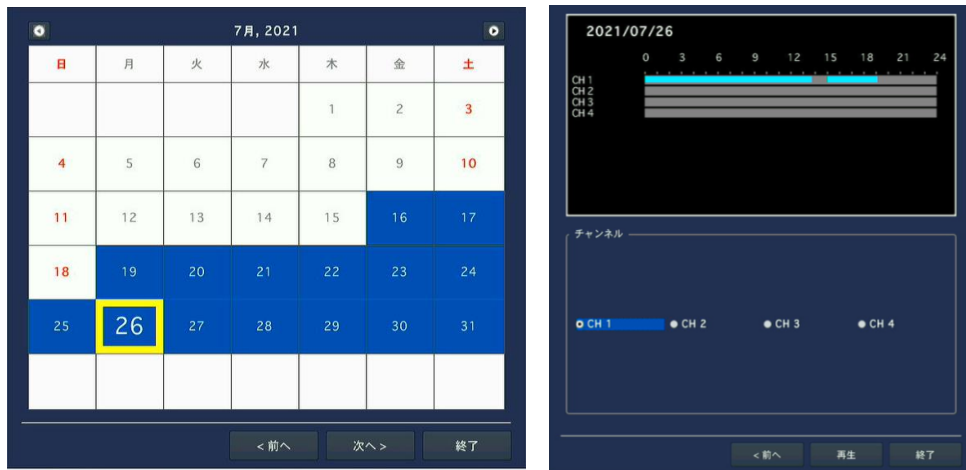 7月, 2021
日 月 火 水 木 金 土
1 2 3
4 5 6 7 8 9 10
11 12 13 14 15 16 17
18 19 20 21 22 23 24
25 26 27 28 29 30 31
<前へ 次へ> 終了
2021/07/26
0 3 6 9 12 15 18 21 24
CH 1
CH 2
CH 3
CH 4
チャンネル
CH 1 CH 2 CH 3 CH 4
<前へ 再生 終了